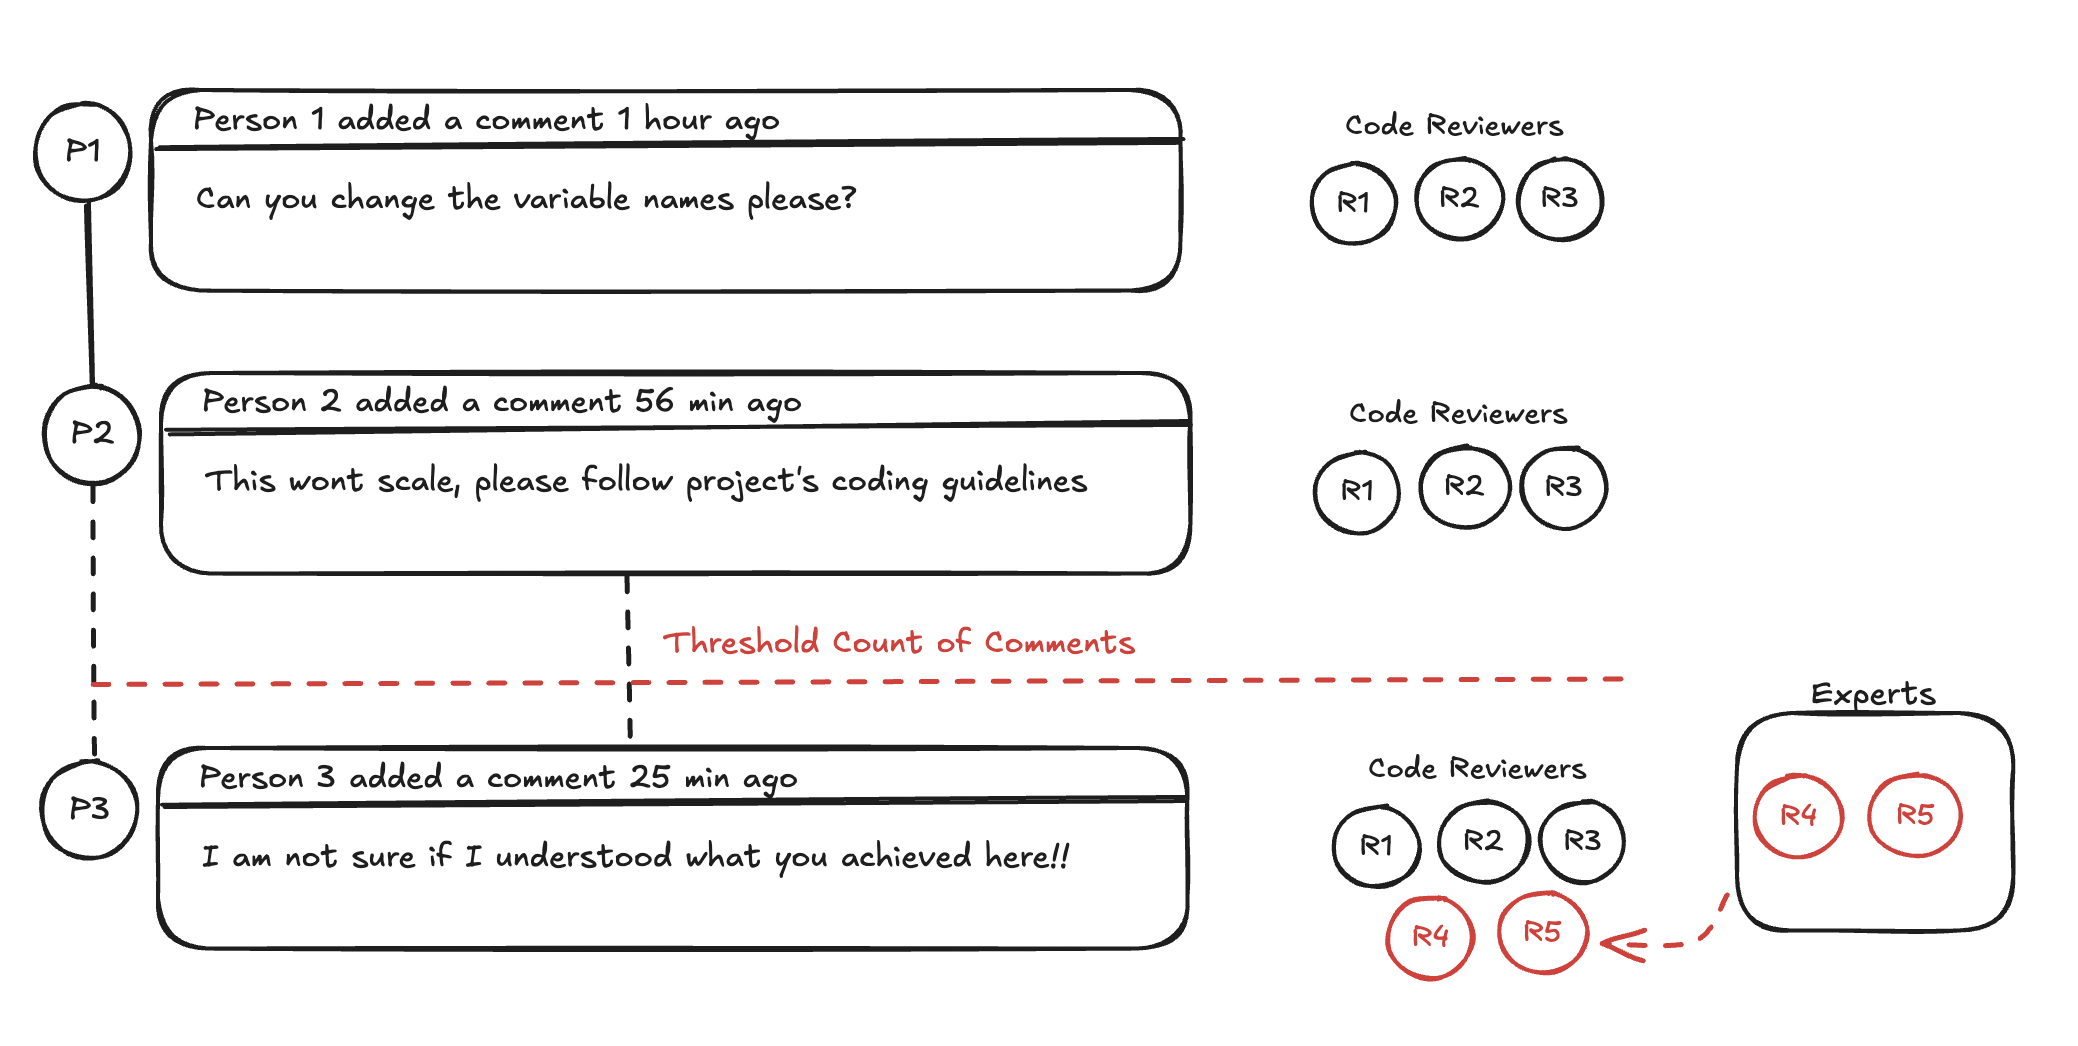 P1
Person 1 added a comment 1 hour ago
Can you change the variable names please?
Code Reviewers
R1 R2 R3
P2
Person 2 added a comment 56 min ago
This wont scale, please follow project's coding guidelines
Code Reviewers
R1 R2 R3
Threshold Count of Comments
P3
Person 3 added a comment 25 min ago
I am not sure if I understood what you achieved here!!
Code Reviewers
R1 R2 R3
R4 R5
Experts
R4 R5